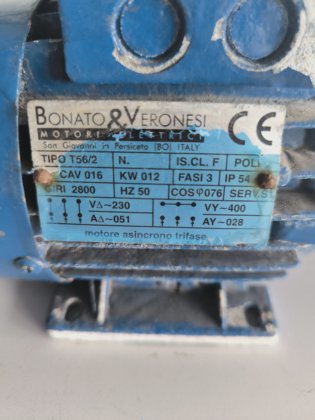 BONATO & VERONESI
MOTORI ELETTRICI
San Giovanni in Persiceto (BO) ITALY
CE
TIPO T56/2 N. IS.CL. F POLI
CAV 016 KW 012 FASI 3 IP 54
GIRI 2800 HZ 50 COSφ076 SERV.S1
V∆~230 VY~400
A∆~051 AY~028
motore asincrono trifase